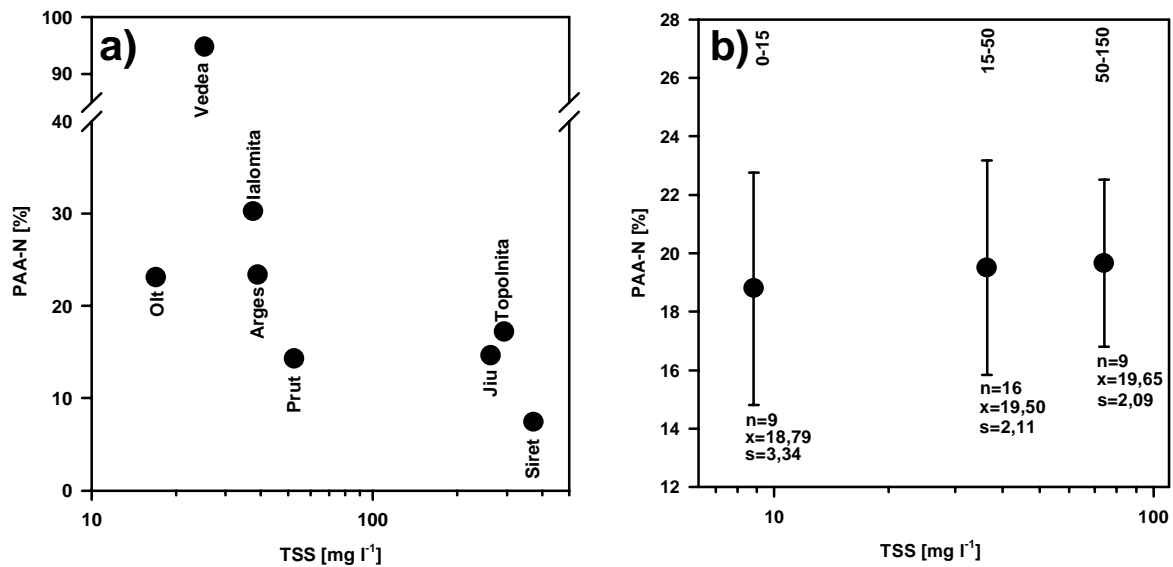 a)
100
90
40
30
20
10
0
PAA-N [%]
Vedea
Ialomita
Olt
Arges
Prut
Jiu
Topolnita
Siret
10
100
TSS [mg l⁻¹]
b)
28
26
24
22
20
18
16
14
12
PAA-N [%]
0-15
15-50
50-150
n=9
x=18,79
s=3,34
n=16
x=19,50
s=2,11
n=9
x=19,65
s=2,09
10
100
TSS [mg l⁻¹]